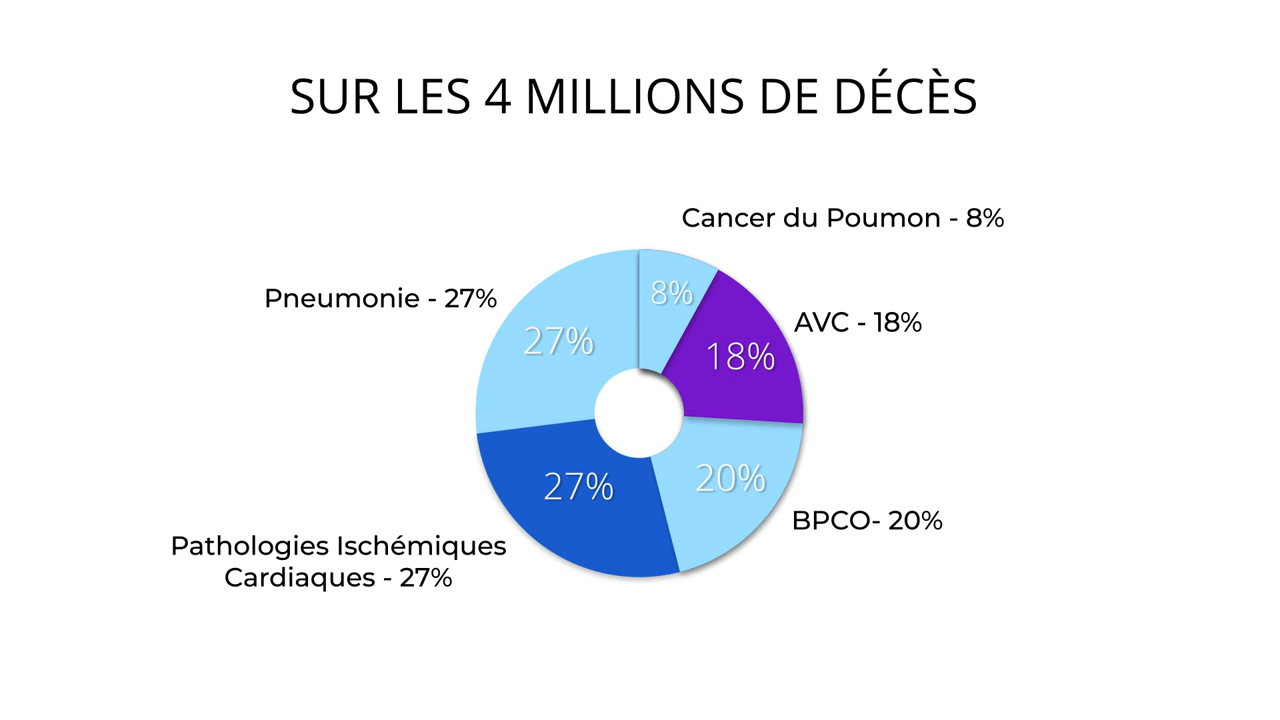 SUR LES 4 MILLIONS DE DÉCÈS
Cancer du Poumon - 8%
8%
Pneumonie - 27%
27%
AVC - 18%
18%
20%
27%
BPCO- 20%
Pathologies Ischémiques
Cardiaques - 27%